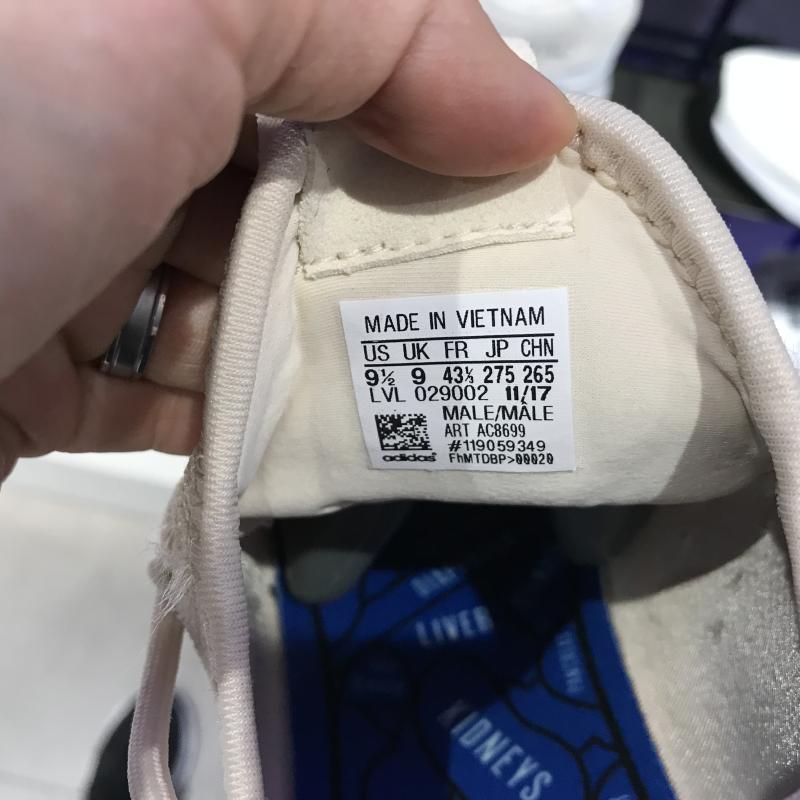 MADE IN VIETNAM
US UK FR JP CHN
9½ 9 43⅓ 275 265
LVL 029002 11/17
MALE/MÂLE
ART AC8699
#119059349
adidas FhMTDBP>00020
LIVER
KIDNEYS